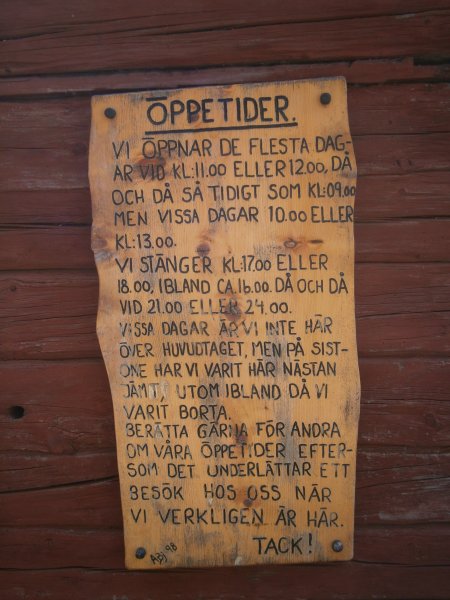 ÖPPETIDER.
VI ÖPPNAR DE FLESTA DAG-
AR VID KL:11.00 ELLER 12.00, DÅ
OCH DÅ SÅ TIDIGT SOM KL:09.00
MEN VISSA DAGAR 10.00 ELLER
KL:13.00.
VI STÄNGER KL:17.00 ELLER
18.00, IBLAND CA.16.00. DÅ OCH DÅ
VID 21.00 ELLER 24.00.
VISSA DAGAR ÄR VI INTE HÄR
ÖVER HUVUDTAGET, MEN PÅ SIST-
ONE HAR VI VARIT HÄR NÄSTAN
JÄMT, UTOM IBLAND DÅ VI
VARIT BORTA.
BERÄTTA GÄRNA FÖR ANDRA
OM VÅRA ÖPPETIDER EFTER-
SOM DET UNDERLÄTTAR ETT
BESÖK HOS OSS NÄR
VI VERKLIGEN ÄR HÄR.
TACK!
ABJ 98